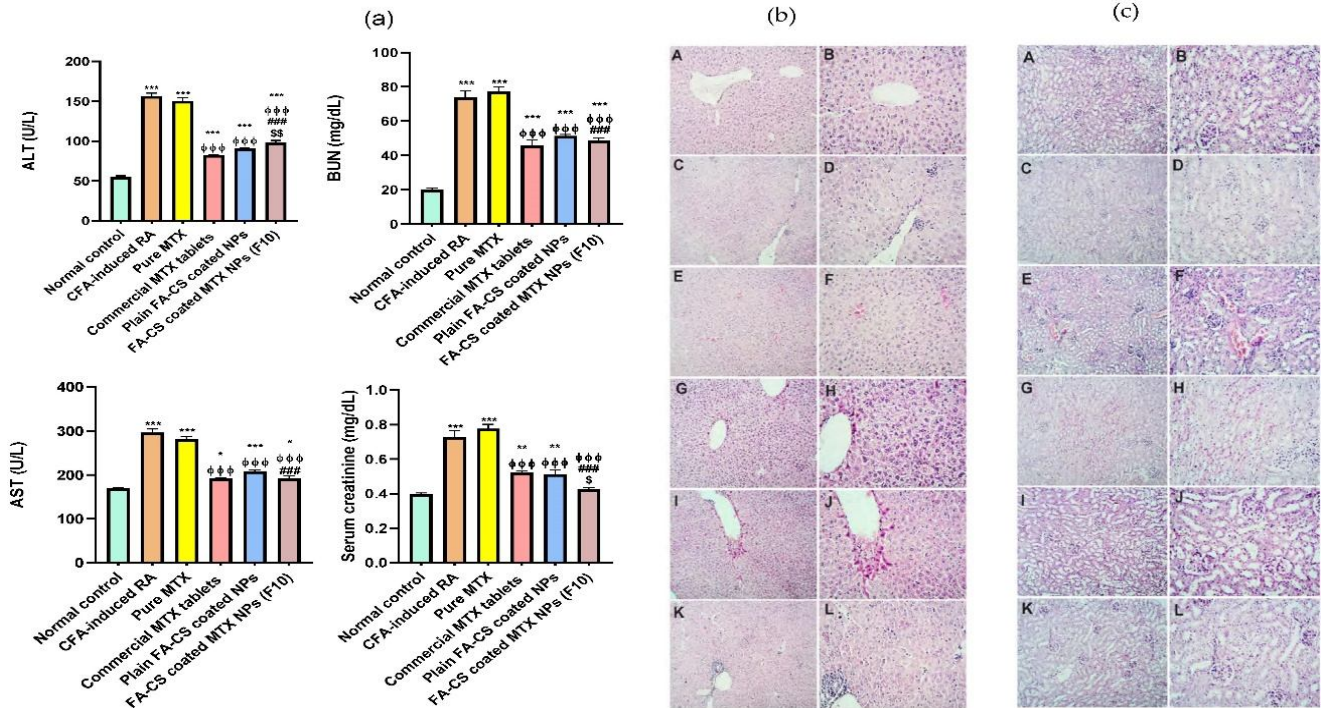 (a)
ALT (U/L)
200
150
100
50
0
***
***
***
ϕϕϕ
***
ϕϕϕ
***
ϕϕϕ
###
$$
Normal control
CFA-induced RA
Pure MTX
Commercial MTX tablets
Plain FA-CS coated NPs
FA-CS coated MTX NPs (F10)
BUN (mg/dL)
100
80
60
40
20
0
***
***
***
ϕϕϕ
***
ϕϕϕ
***
ϕϕϕ
###
Normal control
CFA-induced RA
Pure MTX
Commercial MTX tablets
Plain FA-CS coated NPs
FA-CS coated MTX NPs (F10)
AST (U/L)
400
300
200
100
0
***
***
*
ϕϕϕ
***
ϕϕϕ
*
ϕϕϕ
###
Normal control
CFA-induced RA
Pure MTX
Commercial MTX tablets
Plain FA-CS coated NPs
FA-CS coated MTX NPs (F10)
Serum creatinine (mg/dL)
1.0
0.8
0.6
0.4
0.2
0.0
***
***
**
ϕϕϕ
**
ϕϕϕ
ϕϕϕ
###
$
Normal control
CFA-induced RA
Pure MTX
Commercial MTX tablets
Plain FA-CS coated NPs
FA-CS coated MTX NPs (F10)
(b)
A
B
C
D
E
F
G
H
I
J
K
L
(c)
A
B
C
D
E
F
G
H
I
J
K
L